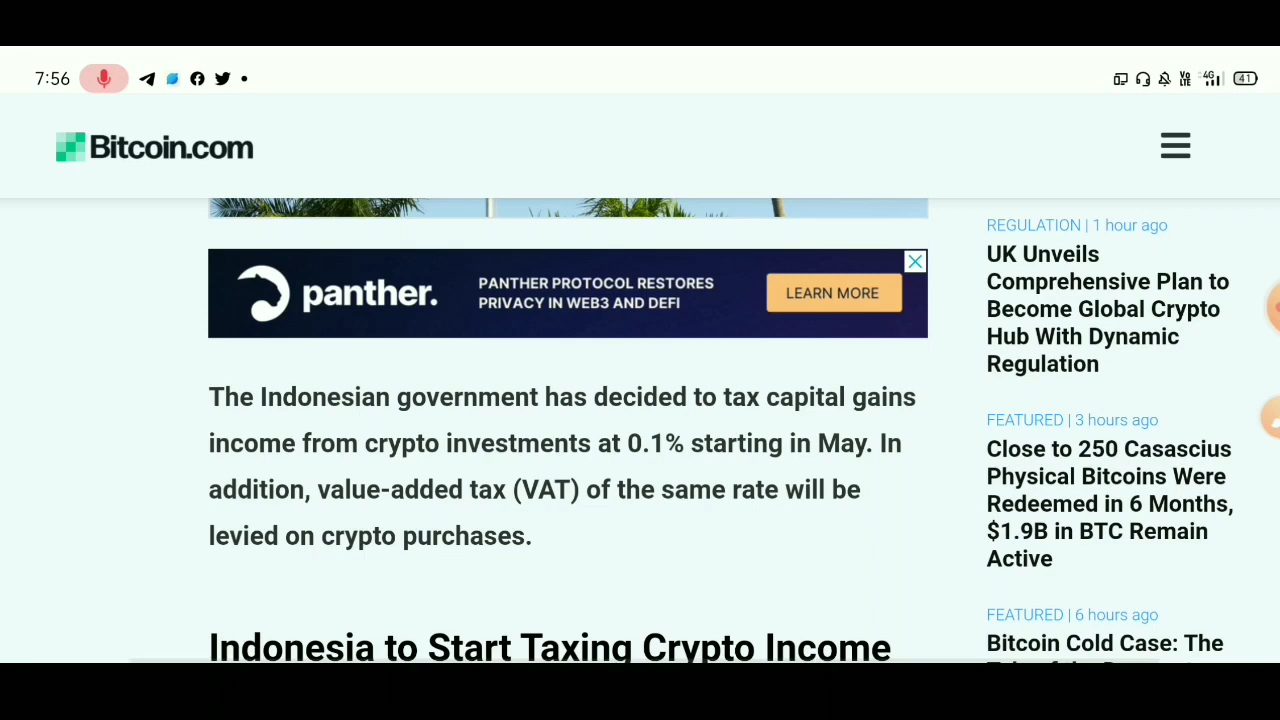 7:56
VO LTE 4G 41
Bitcoin.com
panther.
PANTHER PROTOCOL RESTORES
PRIVACY IN WEB3 AND DEFI
LEARN MORE
The Indonesian government has decided to tax capital gains
income from crypto investments at 0.1% starting in May. In
addition, value-added tax (VAT) of the same rate will be
levied on crypto purchases.
Indonesia to Start Taxing Crypto Income
REGULATION | 1 hour ago
UK Unveils
Comprehensive Plan to
Become Global Crypto
Hub With Dynamic
Regulation
FEATURED | 3 hours ago
Close to 250 Casascius
Physical Bitcoins Were
Redeemed in 6 Months,
$1.9B in BTC Remain
Active
FEATURED | 6 hours ago
Bitcoin Cold Case: The